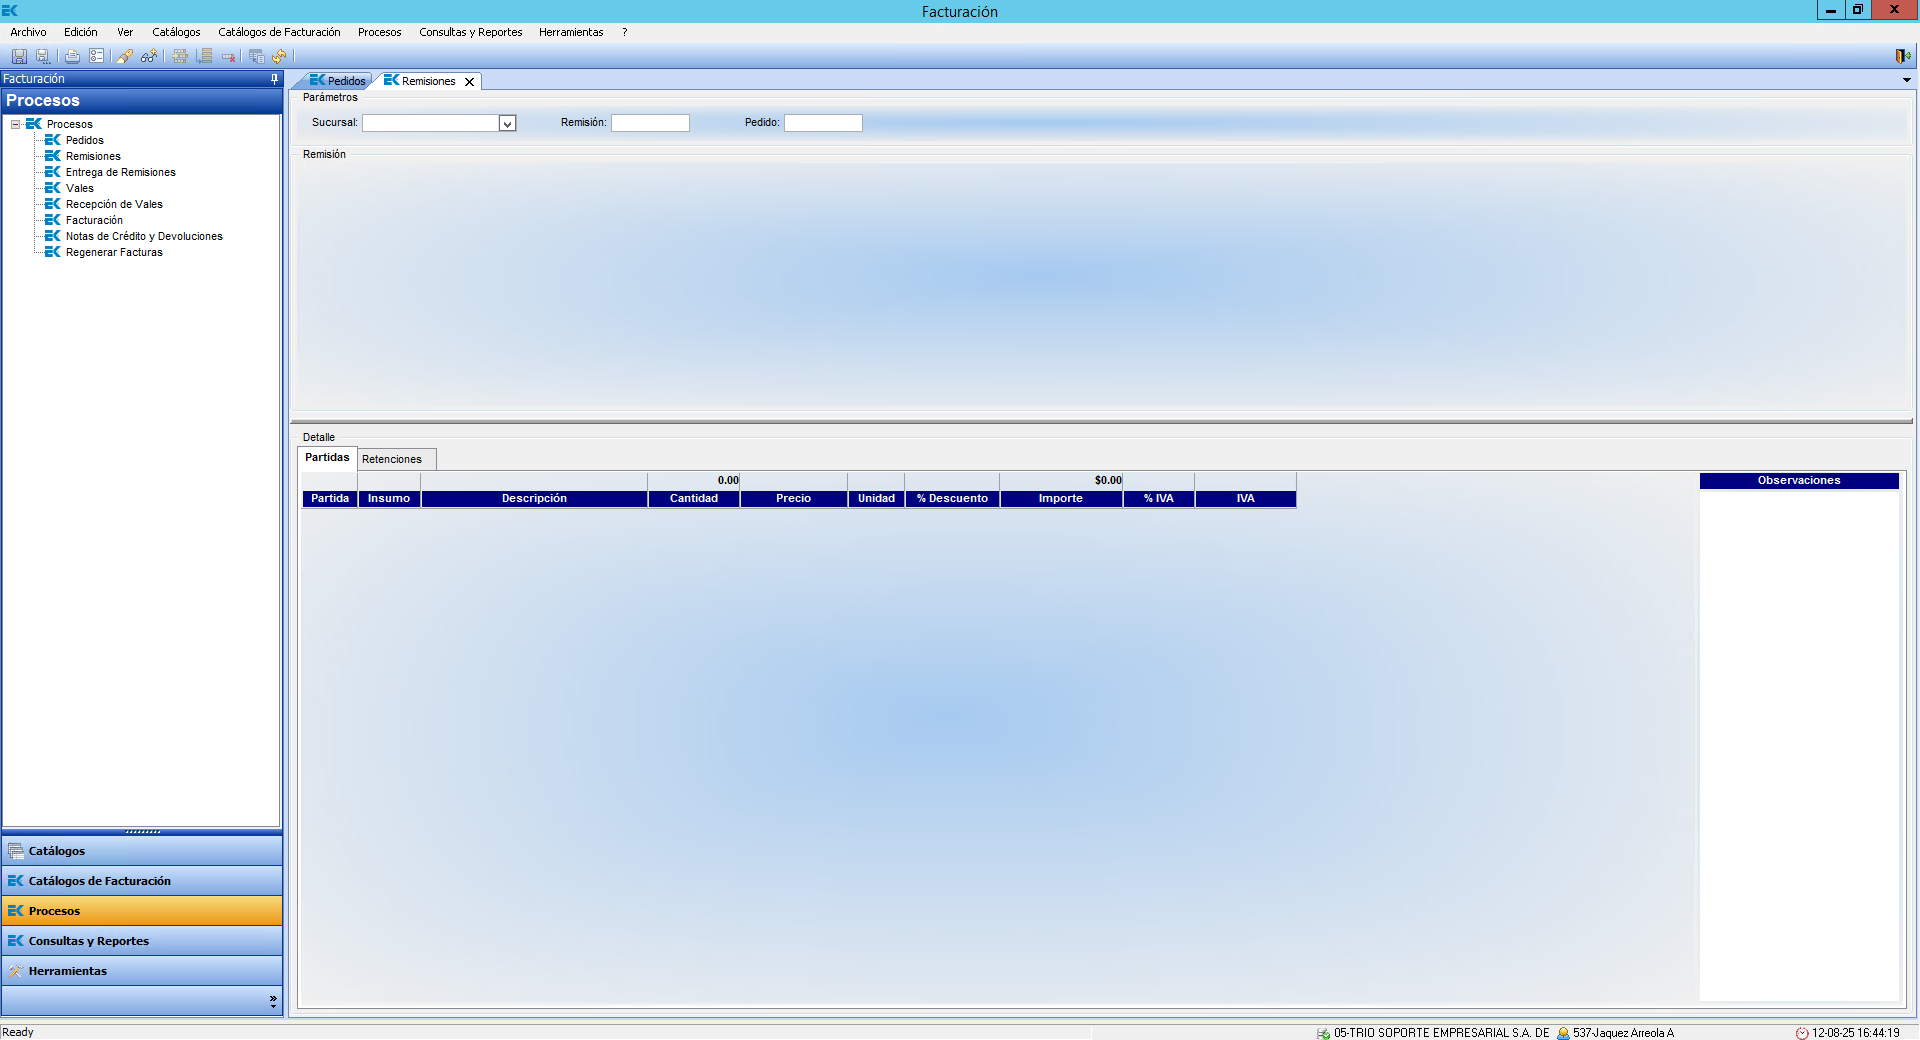 Facturación
Archivo Edición Ver Catálogos Catálogos de Facturación Procesos Consultas y Reportes Herramientas ?
Facturación
Procesos
Procesos
Pedidos
Remisiones
Entrega de Remisiones
Vales
Recepción de Vales
Facturación
Notas de Crédito y Devoluciones
Regenerar Facturas
Catálogos
Catálogos de Facturación
Procesos
Consultas y Reportes
Herramientas
Pedidos Remisiones
Parámetros
Sucursal: Remisión: Pedido:
Remisión
Detalle
Partidas Retenciones
0.00 $0.00
Partida Insumo Descripción Cantidad Precio Unidad % Descuento Importe % IVA IVA
Observaciones
Ready 05-TRIO SOPORTE EMPRESARIAL S.A. DE 537-Jaquez Arreola A 12-08-25 16:44:19